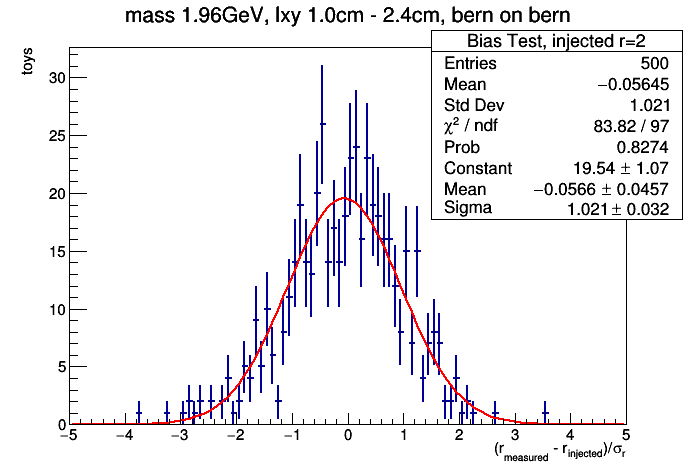 mass 1.96GeV, lxy 1.0cm - 2.4cm, bern on bern
toys
Bias Test, injected r=2
Entries 500
Mean −0.05645
Std Dev 1.021
χ² / ndf 83.82 / 97
Prob 0.8274
Constant 19.54 ± 1.07
Mean −0.0566 ± 0.0457
Sigma 1.021 ± 0.032
30
25
20
15
10
5
0
−5 −4 −3 −2 −1 0 1 2 3 4 5
(r measured - r injected)/σr